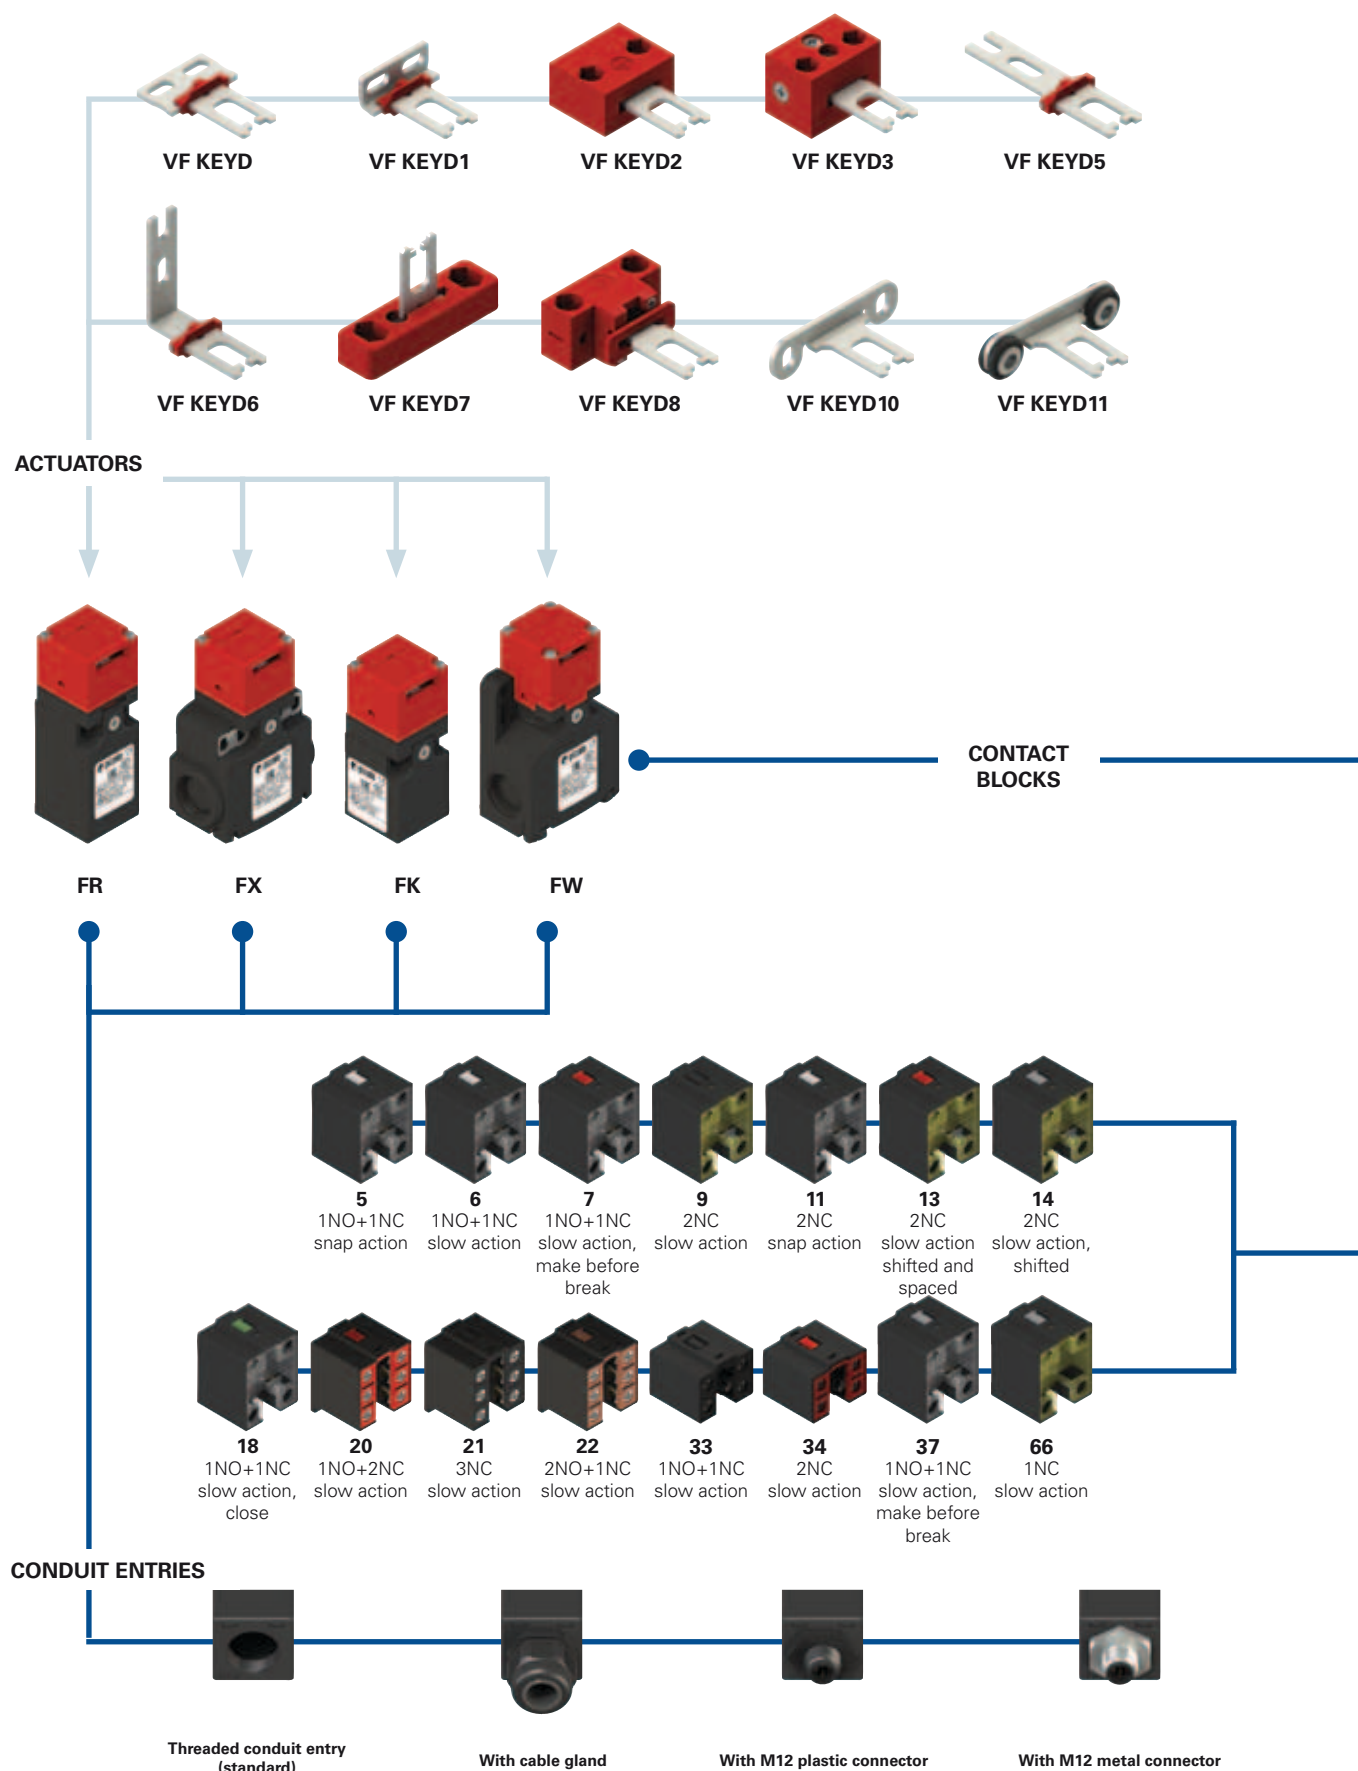 VF KEYD
VF KEYD1
VF KEYD2
VF KEYD3
VF KEYD5
VF KEYD6
VF KEYD7
VF KEYD8
VF KEYD10
VF KEYD11
ACTUATORS
CONTACT
BLOCKS
FR
FX
FK
FW
5
1NO+1NC
snap action
6
1NO+1NC
slow action
7
1NO+1NC
slow action,
make before
break
9
2NC
slow action
11
2NC
snap action
13
2NC
slow action
shifted and
spaced
14
2NC
slow action,
shifted
18
1NO+1NC
slow action,
close
20
1NO+2NC
slow action
21
3NC
slow action
22
2NO+1NC
slow action
33
1NO+1NC
slow action
34
2NC
slow action
37
1NO+1NC
slow action,
make before
break
66
1NC
slow action
CONDUIT ENTRIES
Threaded conduit entry
(standard)
With cable gland
With M12 plastic connector
With M12 metal connector